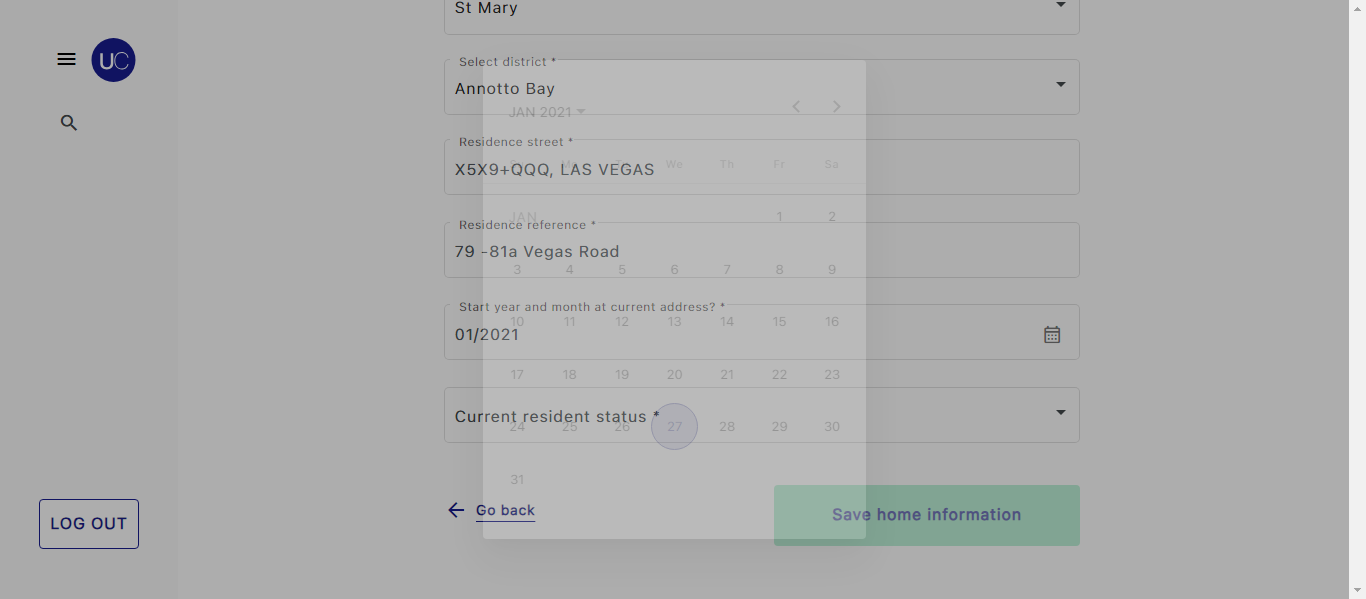 St Mary
UC
Select district *
Annotto Bay
JAN 2021
Residence street *
Su Mo Tu We Th Fr Sa
X5X9+QQQ, LAS VEGAS
JAN 1 2
Residence reference *
79 -81a Vegas Road
3 4 5 6 7 8 9
Start year and month at current address? *
10 11 12 13 14 15 16
01/2021
17 18 19 20 21 22 23
Current resident status *
24 25 26 27 28 29 30
31
Go back
Save home information
LOG OUT